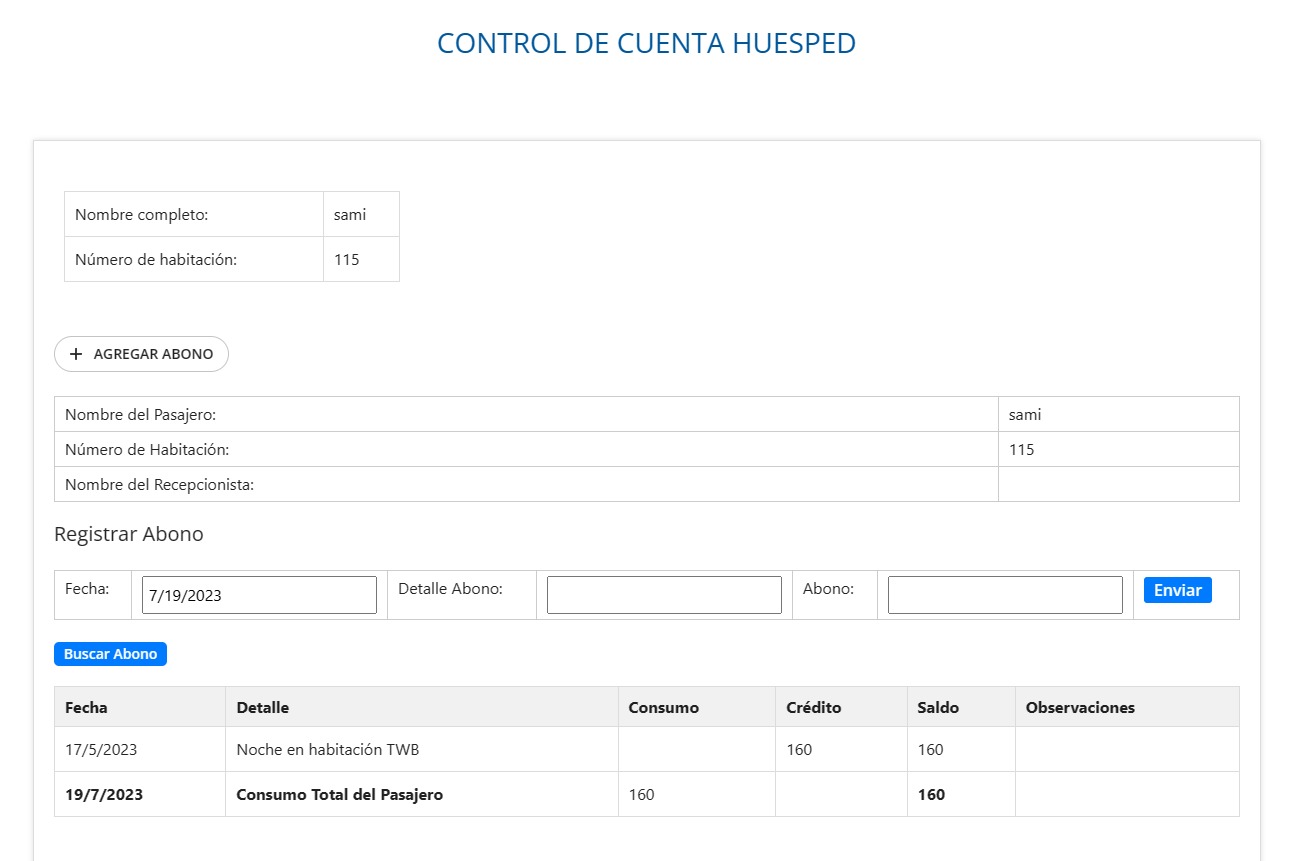 CONTROL DE CUENTA HUESPED
Nombre completo: sami
Número de habitación: 115
+ AGREGAR ABONO
Nombre del Pasajero: sami
Número de Habitación: 115
Nombre del Recepcionista:
Registrar Abono
Fecha: 7/19/2023 Detalle Abono: Abono: Enviar
Buscar Abono
Fecha Detalle Consumo Crédito Saldo Observaciones
17/5/2023 Noche en habitación TWB 160 160
19/7/2023 Consumo Total del Pasajero 160 160